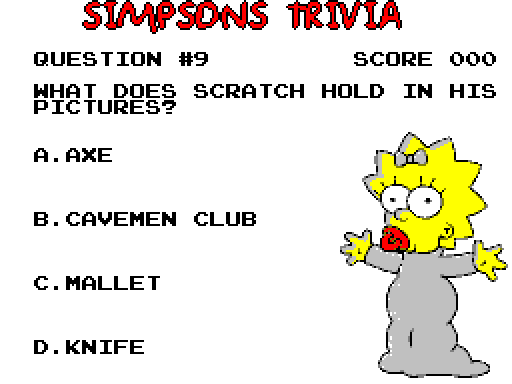 SIMPSONS TRIVIA
QUESTION #9 SCORE 000
WHAT DOES SCRATCH HOLD IN HIS
PICTURES?
A.AXE
B.CAVEMEN CLUB
C.MALLET
D.KNIFE